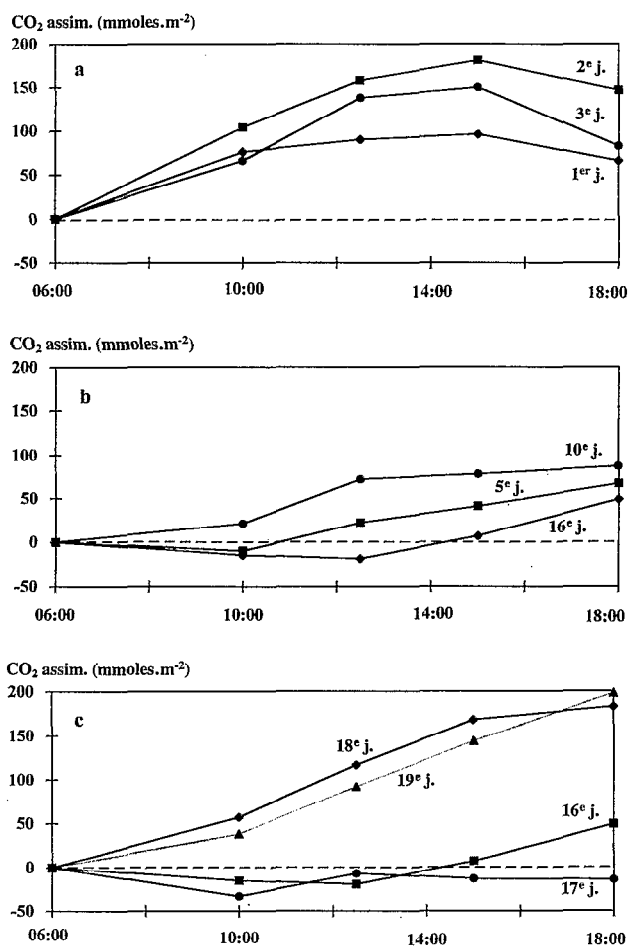 CO₂ assim. (mmoles.m⁻²)
200
a
2ᵉ j.
150
3ᵉ j.
100
50
1ᵉʳ j.
0
-50
06:00 10:00 14:00 18:00
CO₂ assim. (mmoles.m⁻²)
200
b
150
10ᵉ j.
100
5ᵉ j.
50
16ᵉ j.
0
-50
06:00 10:00 14:00 18:00
CO₂ assim. (mmoles.m⁻²)
200
c
150
18ᵉ j.
100
19ᵉ j.
16ᵉ j.
50
0
17ᵉ j.
-50
06:00 10:00 14:00 18:00